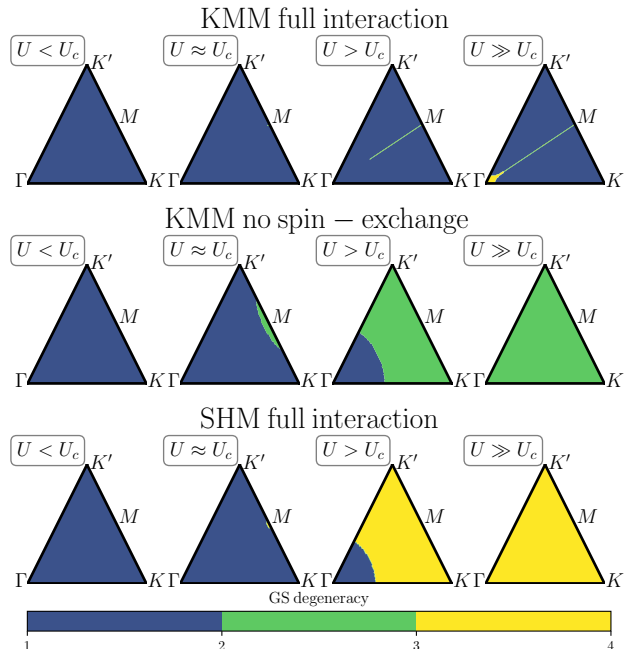 KMM full interaction
U < U_c U ≈ U_c U > U_c U ≫ U_c
K′ K′ K′ K′
M M M M
Γ K Γ K Γ K Γ K
KMM no spin − exchange
U < U_c U ≈ U_c U > U_c U ≫ U_c
K′ K′ K′ K′
M M M M
Γ K Γ K Γ K Γ K
SHM full interaction
U < U_c U ≈ U_c U > U_c U ≫ U_c
K′ K′ K′ K′
M M M M
Γ K Γ K Γ K Γ K
GS degeneracy
1 2 3 4